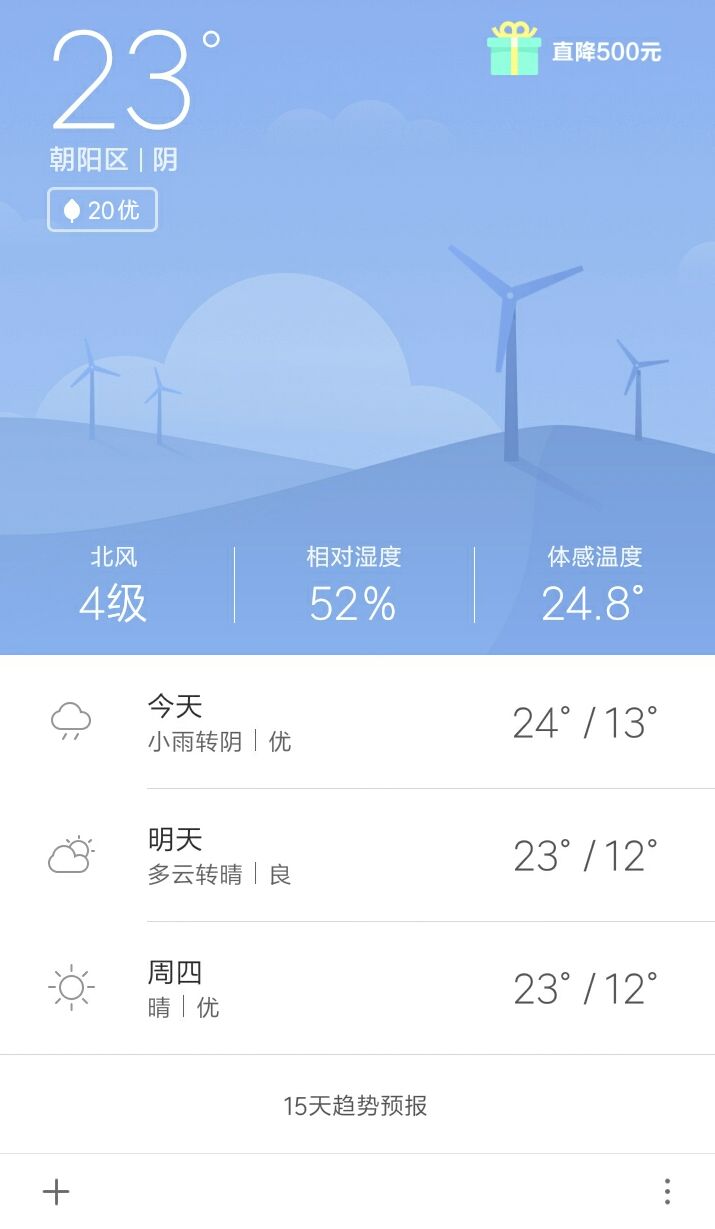 23°
直降500元
朝阳区 | 阴
20优
北风
4级
相对湿度
52%
体感温度
24.8°
今天
小雨转阴 | 优
24° / 13°
明天
多云转晴 | 良
23° / 12°
周四
晴 | 优
23° / 12°
15天趋势预报